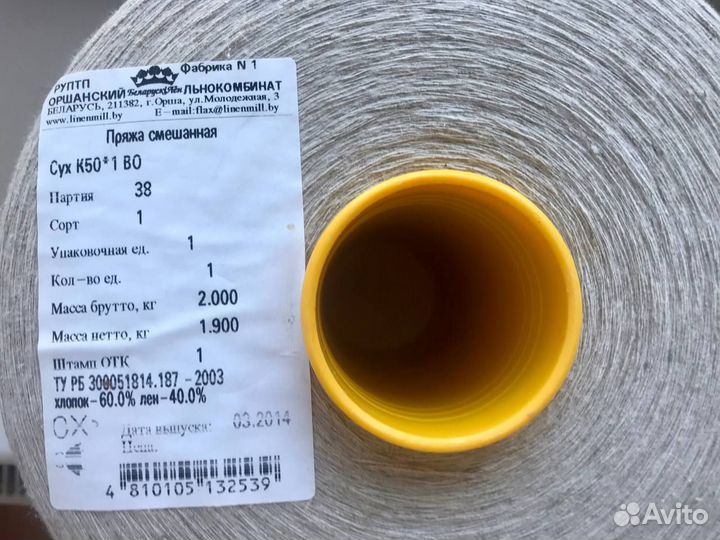 РУПТП Фабрика N 1
ОРШАНСКИЙ Беларускi Лён ЛЬНОКОМБИНАТ
БЕЛАРУСЬ, 211382, г.Орша, ул.Молодежная, 3
www.linenmill.by E-mail:flax@linenmill.by
Пряжа смешанная
Сух К50*1 ВО
Партия 38
Сорт 1
Упаковочная ед. 1
Кол-во ед. 1
Масса брутто, кг 2.000
Масса нетто, кг 1.900
Штамп ОТК 1
ТУ РБ 300051814.187 -2003
хлопок-60.0% лен-40.0%
Дата выпуска: 03.2014
Цена:
4 810105 132539
Avito